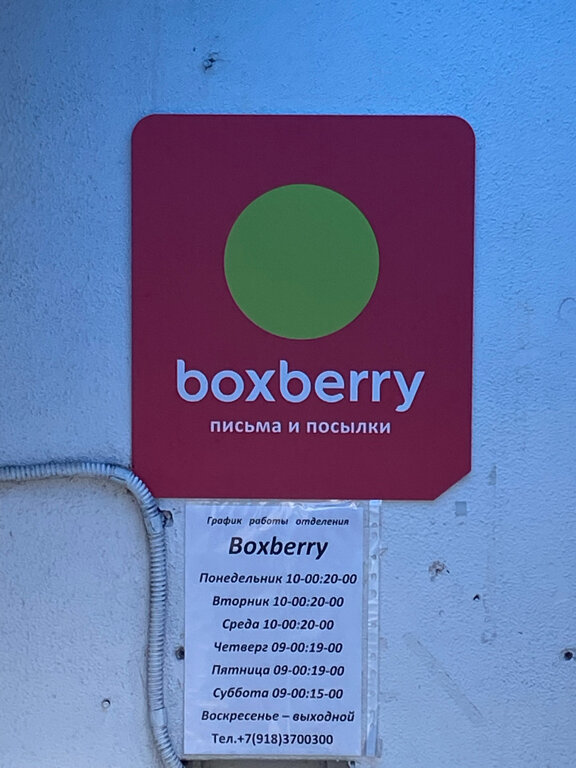 boxberry
письма и посылки
График работы отделения
Boxberry
Понедельник 10-00:20-00
Вторник 10-00:20-00
Среда 10-00:20-00
Четверг 09-00:19-00
Пятница 09-00:19-00
Суббота 09-00:15-00
Воскресенье – выходной
Тел.+7(918)3700300